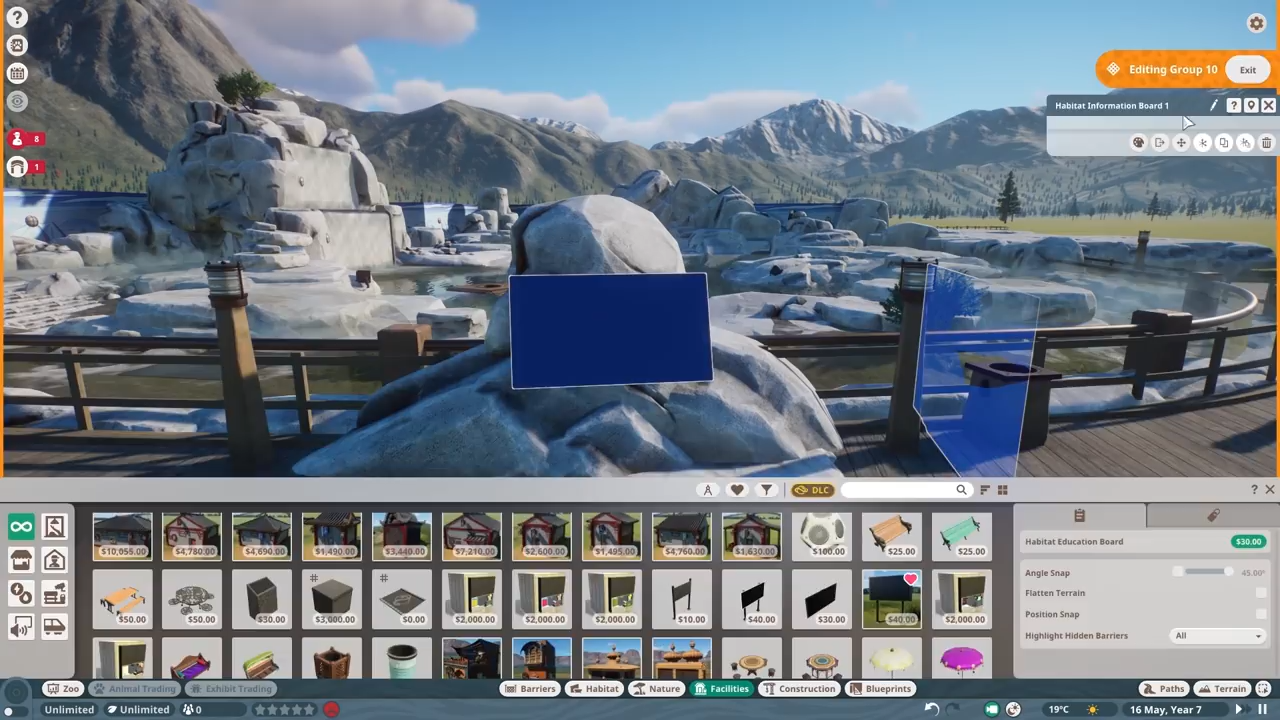 ?
Editing Group 10
Exit
Habitat Information Board 1
?
8
1
DLC
?
$10,055.00
$4,780.00
$4,690.00
$1,490.00
$3,440.00
$7,210.00
$2,600.00
$1,495.00
$4,760.00
$1,630.00
$100.00
$25.00
$25.00
Habitat Education Board
$30.00
Angle Snap
45.00°
Flatten Terrain
Position Snap
Highlight Hidden Barriers
All
$50.00
$50.00
$30.00
$3,000.00
$0.00
$2,000.00
$2,000.00
$2,000.00
$10.00
$40.00
$30.00
$40.00
$2,000.00
Zoo
Animal Trading
Exhibit Trading
Barriers
Habitat
Nature
Facilities
Construction
Blueprints
Paths
Terrain
Unlimited
Unlimited
0
19°C
16 May, Year 7